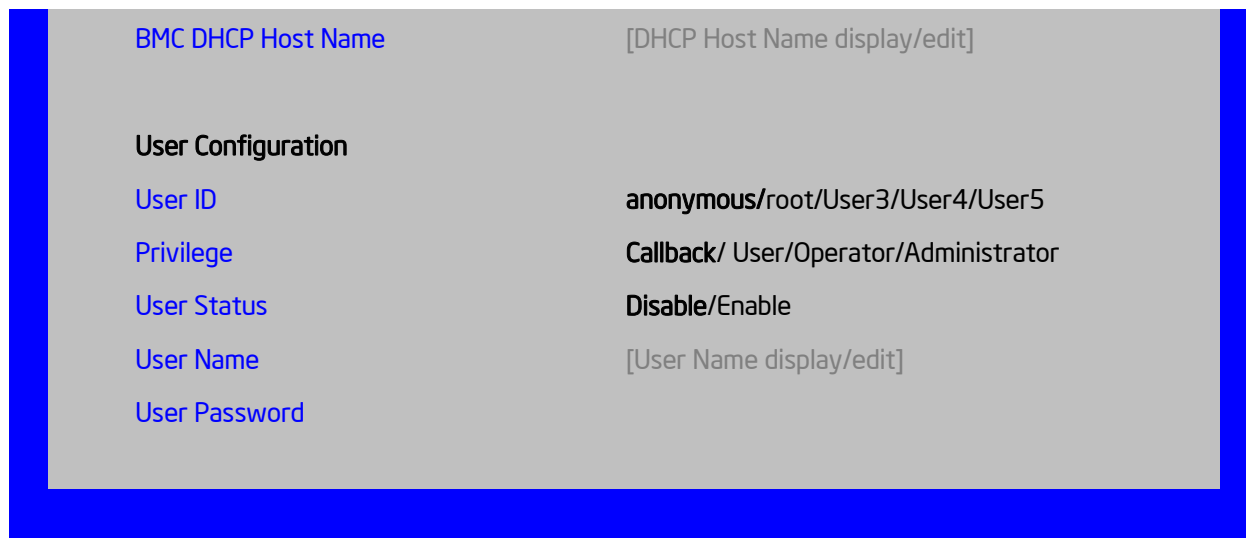 BMC DHCP Host Name [DHCP Host Name display/edit]
User Configuration
User ID anonymous/root/User3/User4/User5
Privilege Callback/ User/Operator/Administrator
User Status Disable/Enable
User Name [User Name display/edit]
User Password